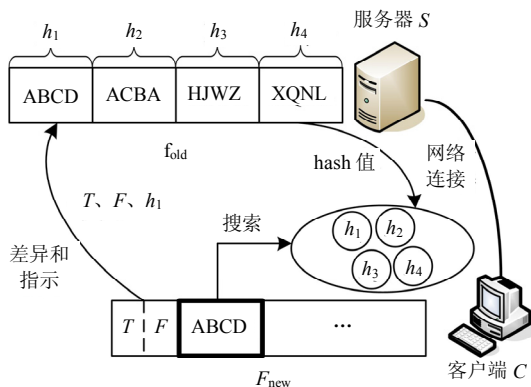 h₁ h₂ h₃ h₄
服务器 S
ABCD ACBA HJWZ XQNL
f_old
hash 值
网络
连接
T、F、h₁
搜索
h₁ h₂
h₃ h₄
差异和
指示
T F ABCD ...
F_new
客户端 C